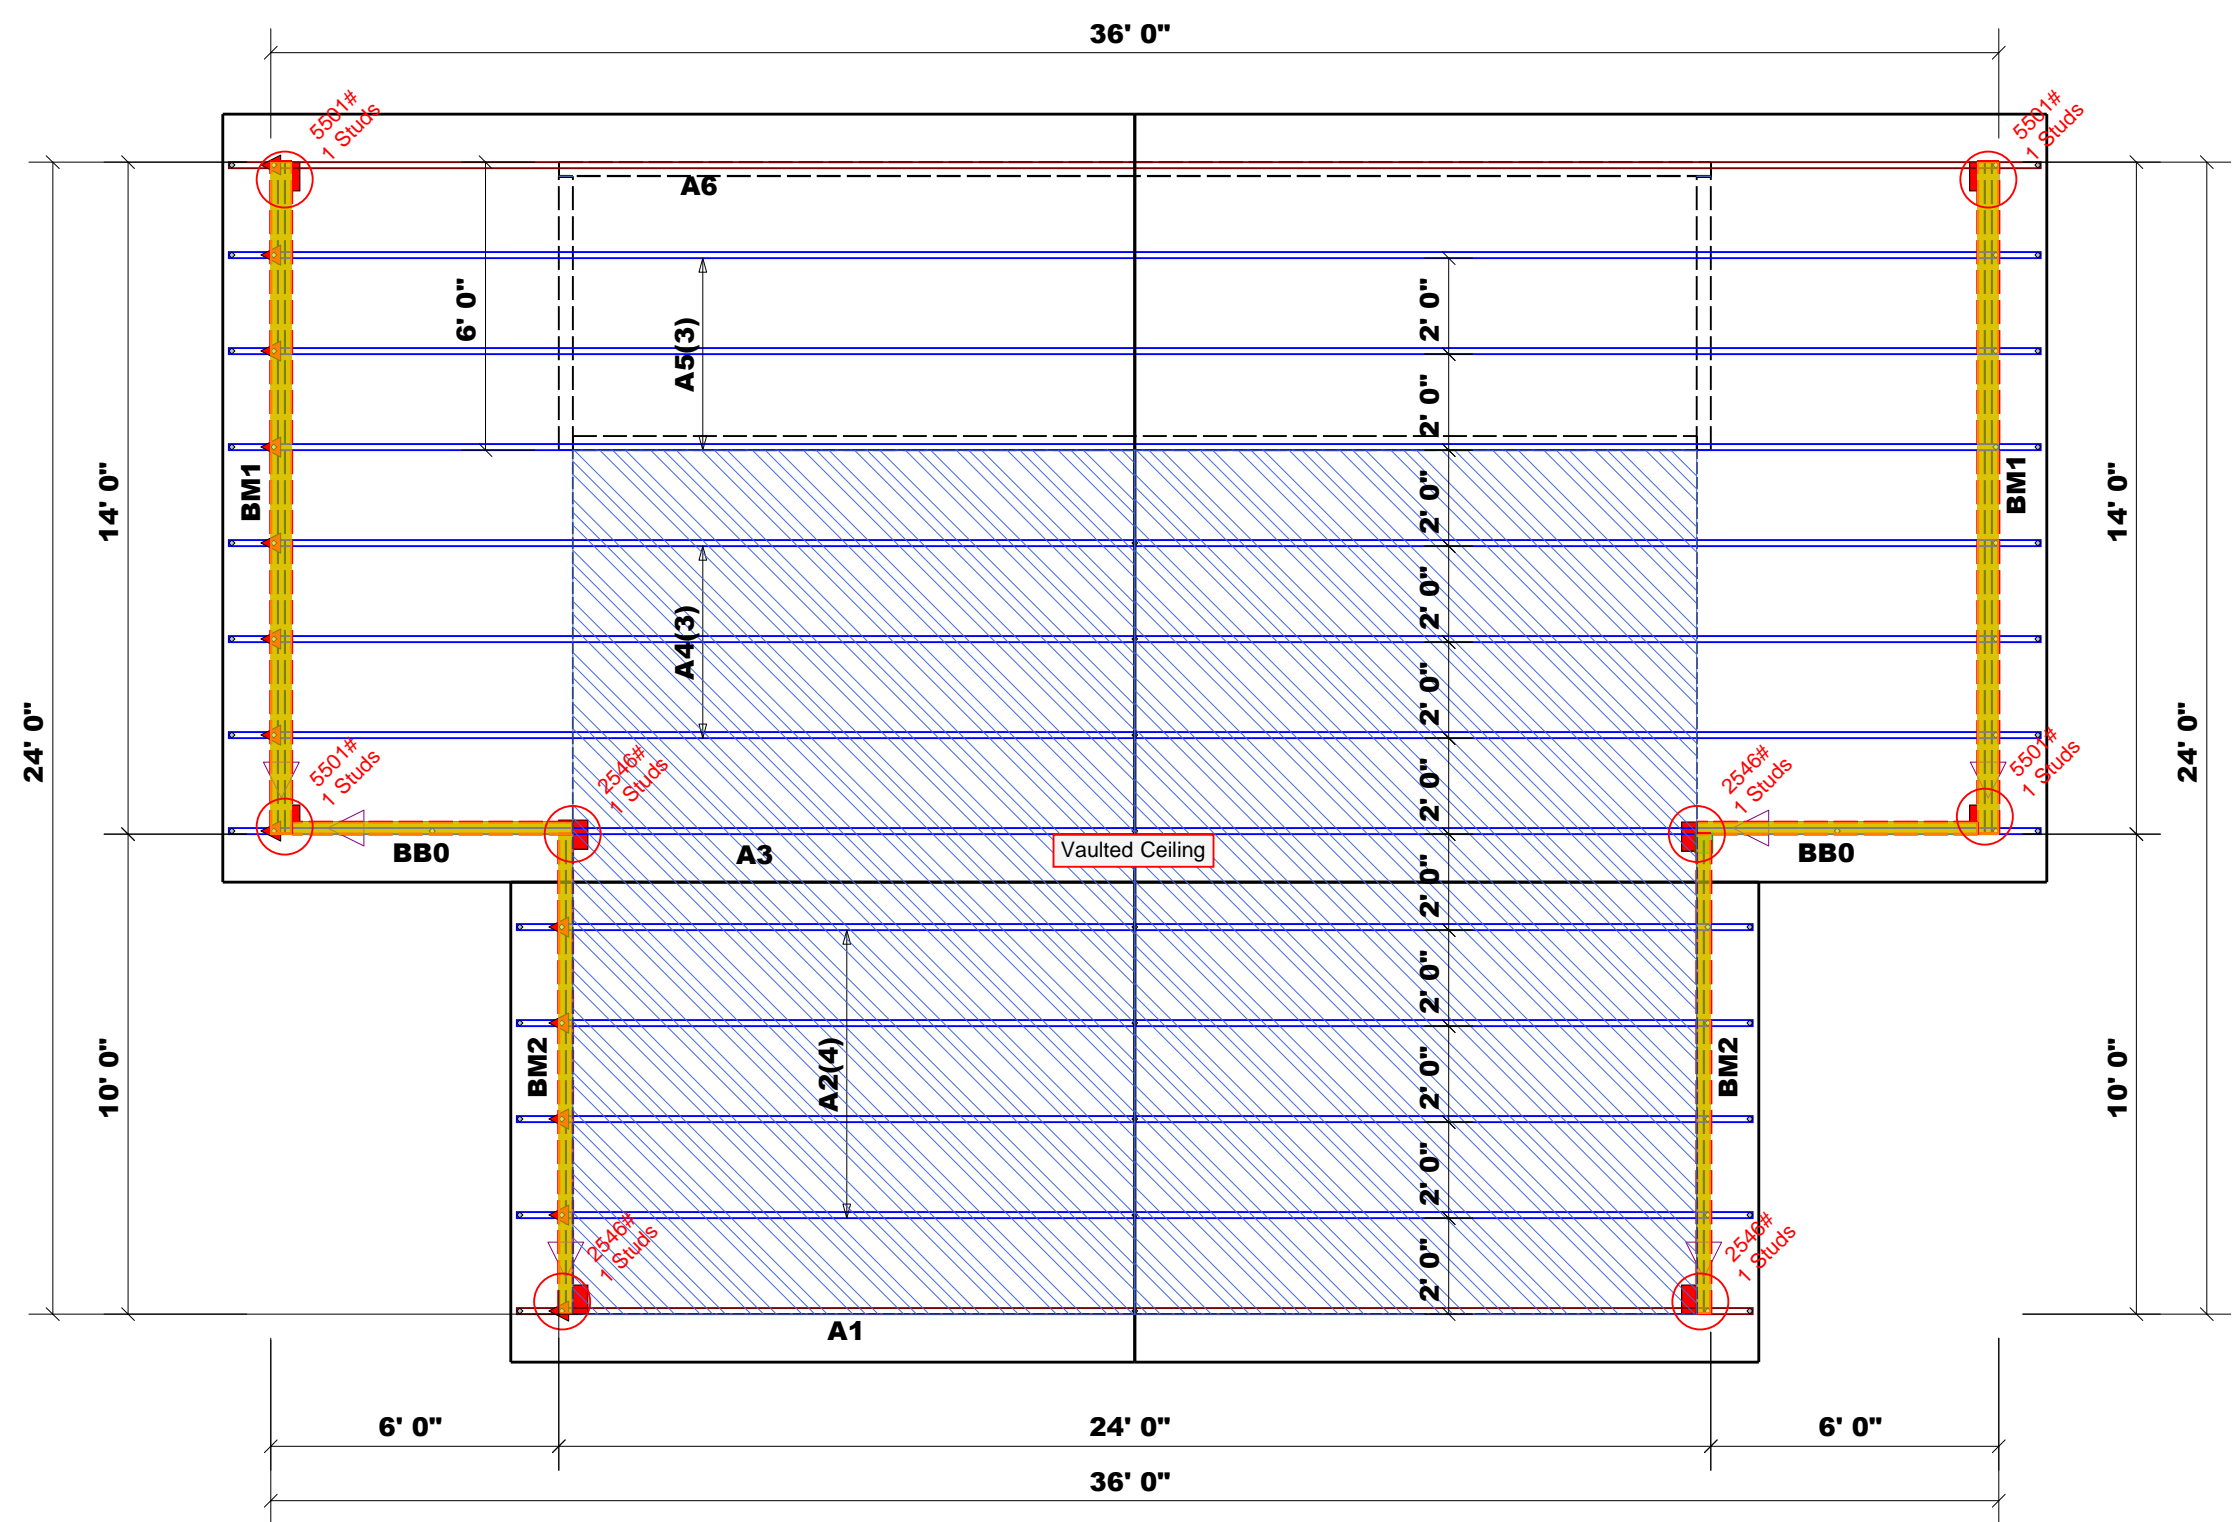 36' 0"
5501#
1 Studs
5501#
1 Studs
A6
6' 0"
A5(3)
2' 0"
2' 0"
14' 0"
BM1
2' 0"
BM1
14' 0"
A4(3)
2' 0"
2' 0"
24' 0"
5501#
1 Studs
2546#
1 Studs
2' 0"
2546#
1 Studs
5501#
1 Studs
24' 0"
BB0
A3
Vaulted Ceiling
BB0
2' 0"
2' 0"
10' 0"
BM2
A2(4)
2' 0"
BM2
10' 0"
2' 0"
2546#
1 Studs
2' 0"
2546#
1 Studs
A1
6' 0"
24' 0"
6' 0"
36' 0"